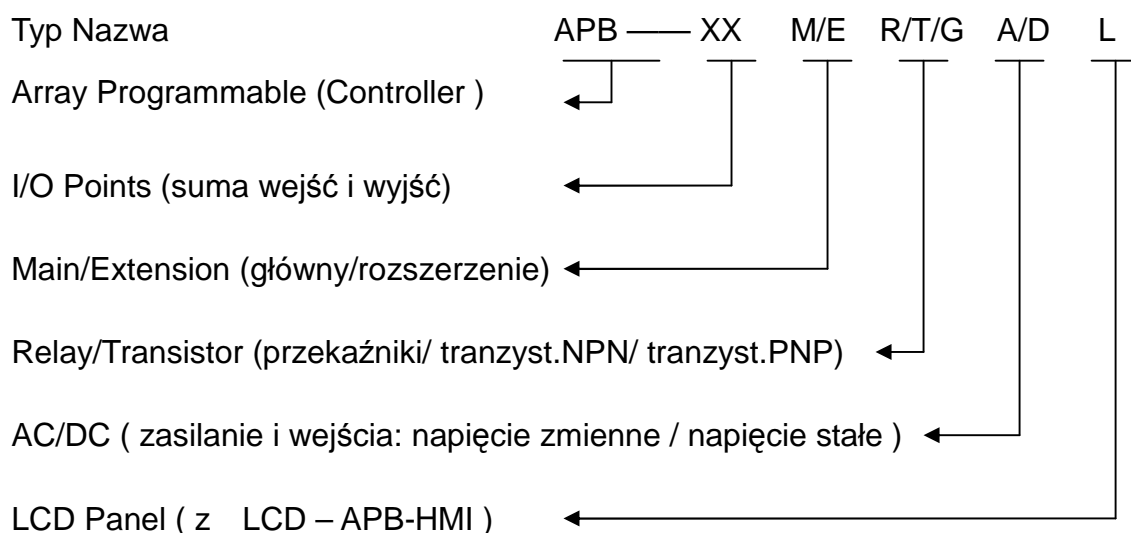 Typ Nazwa APB —— XX M/E R/T/G A/D L
Array Programmable (Controller )
I/O Points (suma wejść i wyjść)
Main/Extension (główny/rozszerzenie)
Relay/Transistor (przekaźniki/ tranzyst.NPN/ tranzyst.PNP)
AC/DC ( zasilanie i wejścia: napięcie zmienne / napięcie stałe )
LCD Panel ( z LCD – APB-HMI )